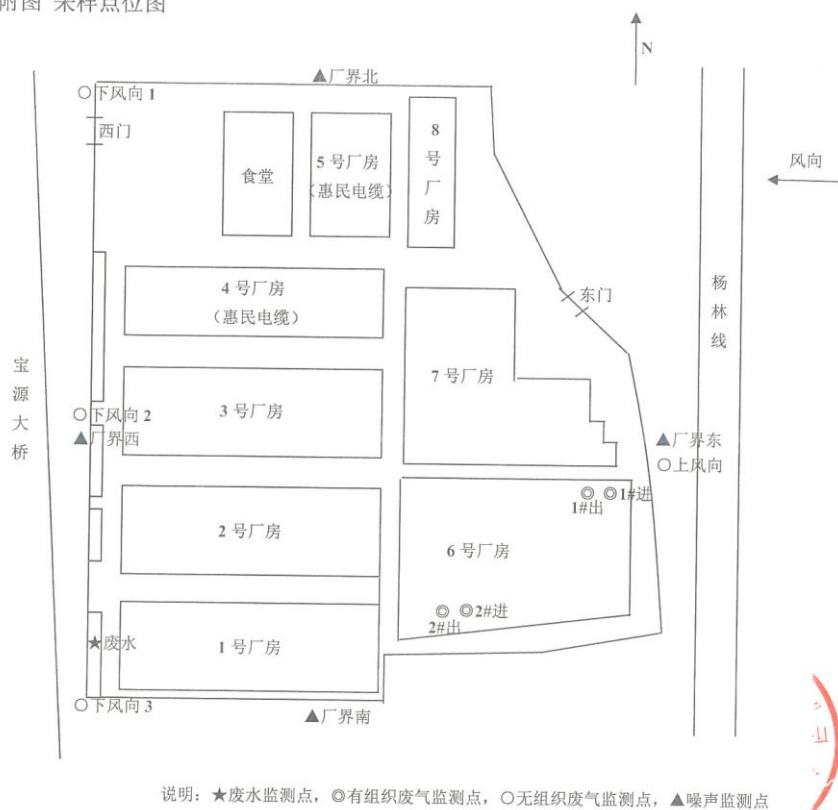 附图 采样点位图
▲厂界北
N
○下风向 1
西门
食堂
5 号厂房
（惠民电缆）
8
号
厂
房
风向
4 号厂房
（惠民电缆）
东门
杨
林
线
宝
源
大
桥
7 号厂房
3 号厂房
○下风向 2
▲厂界西
▲厂界东
○上风向
◎ ◎1#进
1#出
2 号厂房
6 号厂房
◎ ◎2#进
2#出
★废水
1 号厂房
○下风向 3
▲厂界南
山
说明：★废水监测点，◎有组织废气监测点，○无组织废气监测点，▲噪声监测点